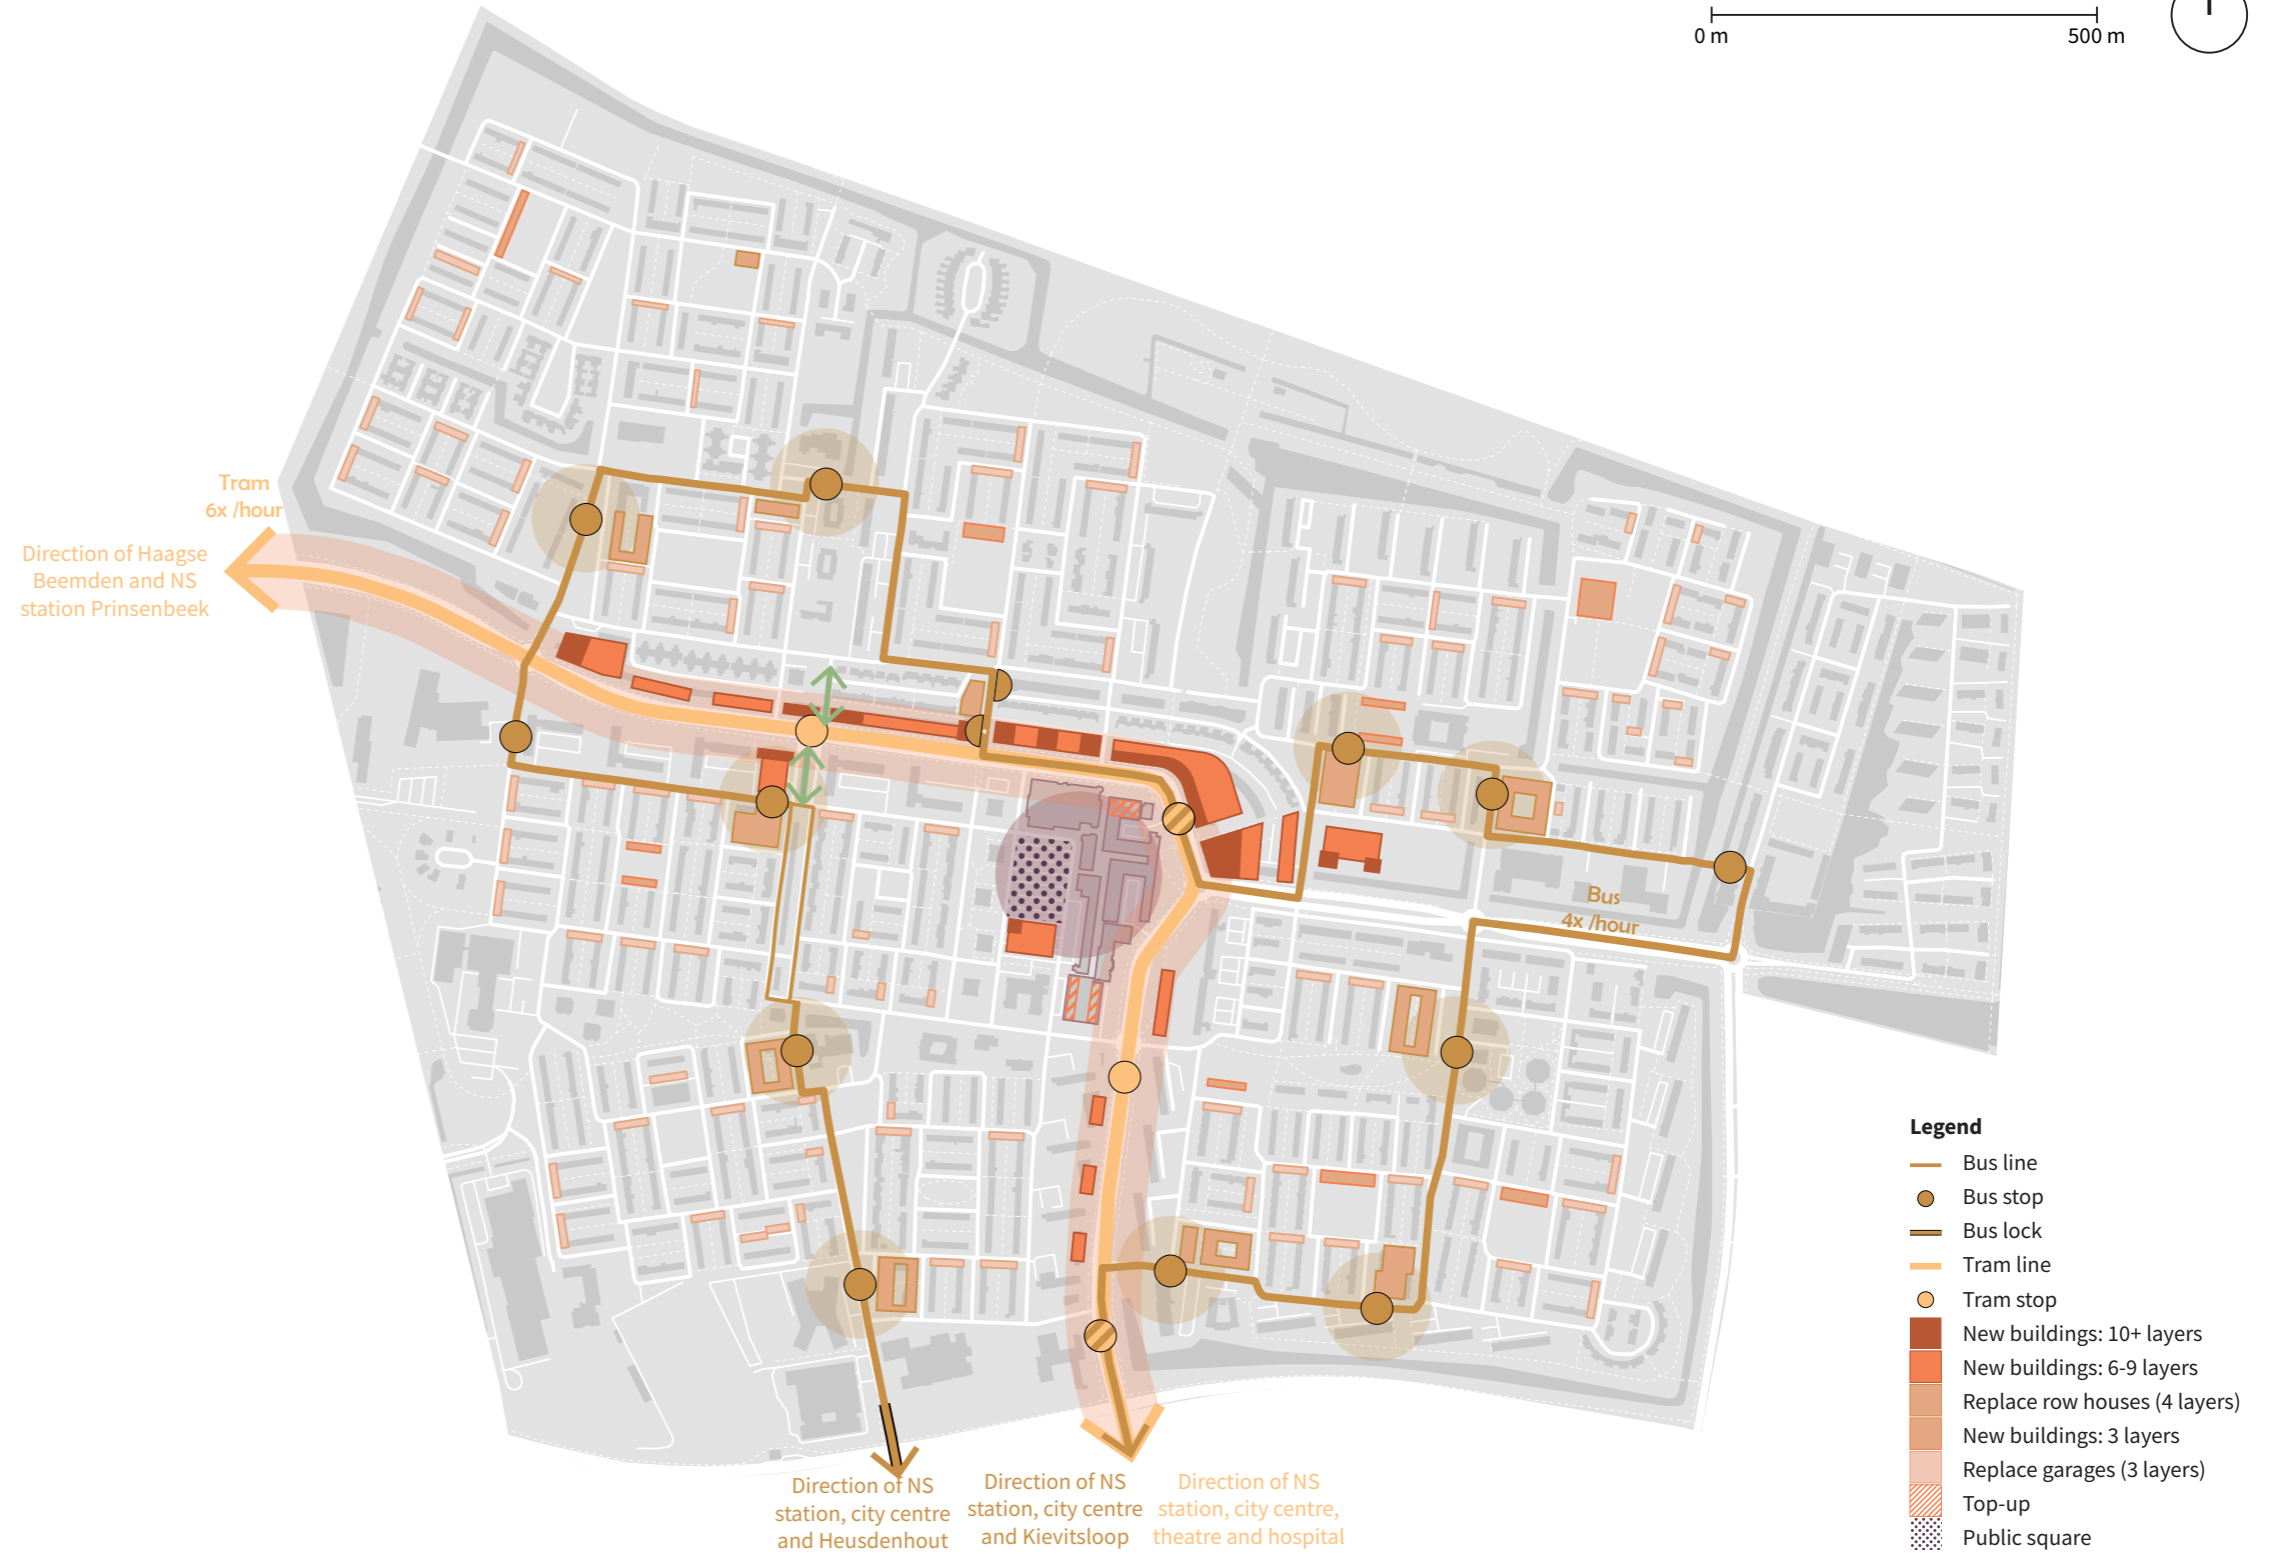 0 m
500 m
Tram
6x /hour
Direction of Haagse
Beemden and NS
station Prinsenbeek
Bus
4x /hour
Direction of NS
station, city centre
and Heusdenhout
Direction of NS
station, city centre
and Kievitsloop
Direction of NS
station, city centre,
theatre and hospital
Legend
Bus line
Bus stop
Bus lock
Tram line
Tram stop
New buildings: 10+ layers
New buildings: 6-9 layers
Replace row houses (4 layers)
New buildings: 3 layers
Replace garages (3 layers)
Top-up
Public square